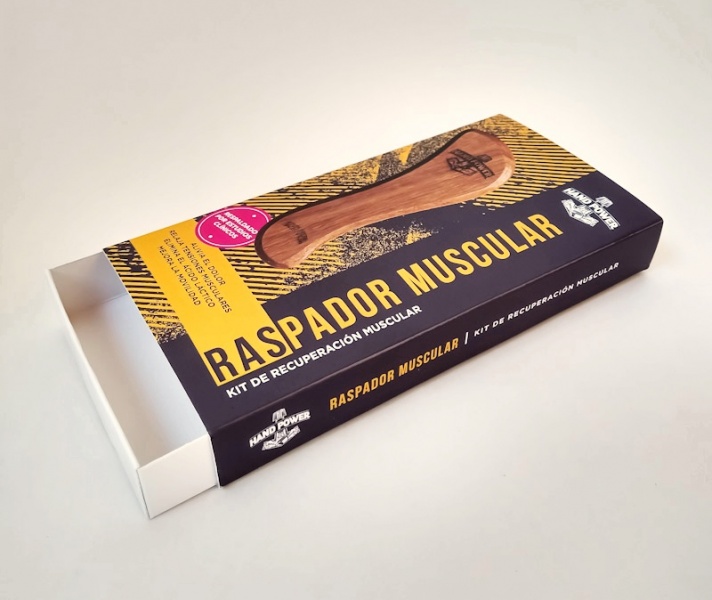 RESPALDADO
POR ESTUDIOS
CLÍNICOS
ALIVIA EL DOLOR
RELAJA TENSIONES MUSCULARES
ELIMINA EL ÁCIDO LÁCTICO
MEJORA LA MOVILIDAD
HAND POWER
RASPADOR MUSCULAR
KIT DE RECUPERACIÓN MUSCULAR
HAND POWER
RASPADOR MUSCULAR | KIT DE RECUPERACIÓN MUSCULAR